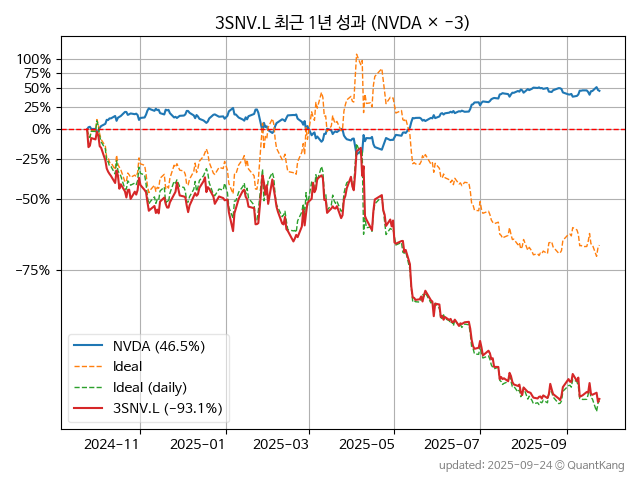 3SNV.L 최근 1년 성과 (NVDA × −3)
100%
75%
50%
25%
0%
−25%
−50%
−75%
NVDA (46.5%)
Ideal
Ideal (daily)
3SNV.L (−93.1%)
2024-11
2025-01
2025-03
2025-05
2025-07
2025-09
updated: 2025-09-24 © QuantKang